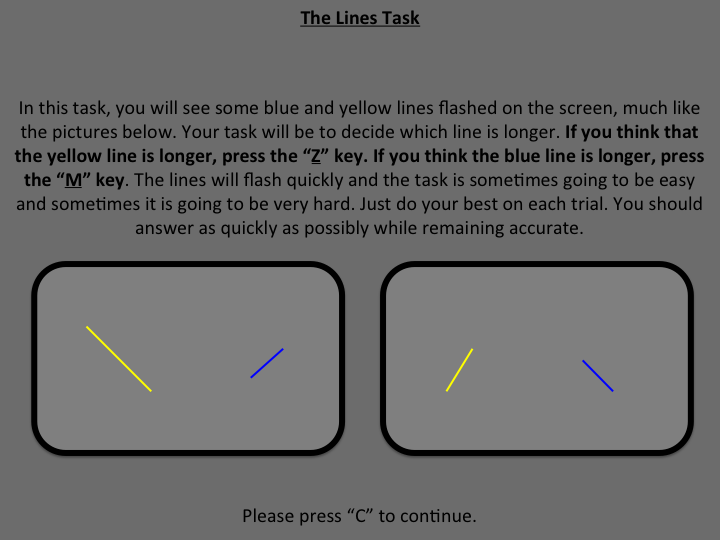 The Lines Task
In this task, you will see some blue and yellow lines flashed on the screen, much like
the pictures below. Your task will be to decide which line is longer. If you think that
the yellow line is longer, press the “Z” key. If you think the blue line is longer, press
the “M” key. The lines will flash quickly and the task is sometimes going to be easy
and sometimes it is going to be very hard. Just do your best on each trial. You should
answer as quickly as possibly while remaining accurate.
Please press “C” to continue.